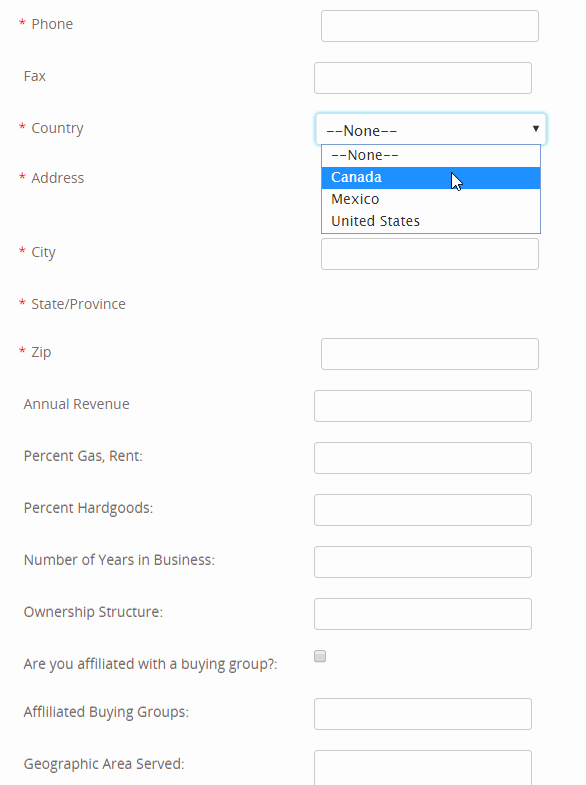 * Phone
Fax
* Country
--None--
--None--
* Address
Canada
Mexico
United States
* City
* State/Province
* Zip
Annual Revenue
Percent Gas, Rent:
Percent Hardgoods:
Number of Years in Business:
Ownership Structure:
Are you affiliated with a buying group?:
Affliliated Buying Groups:
Geographic Area Served: